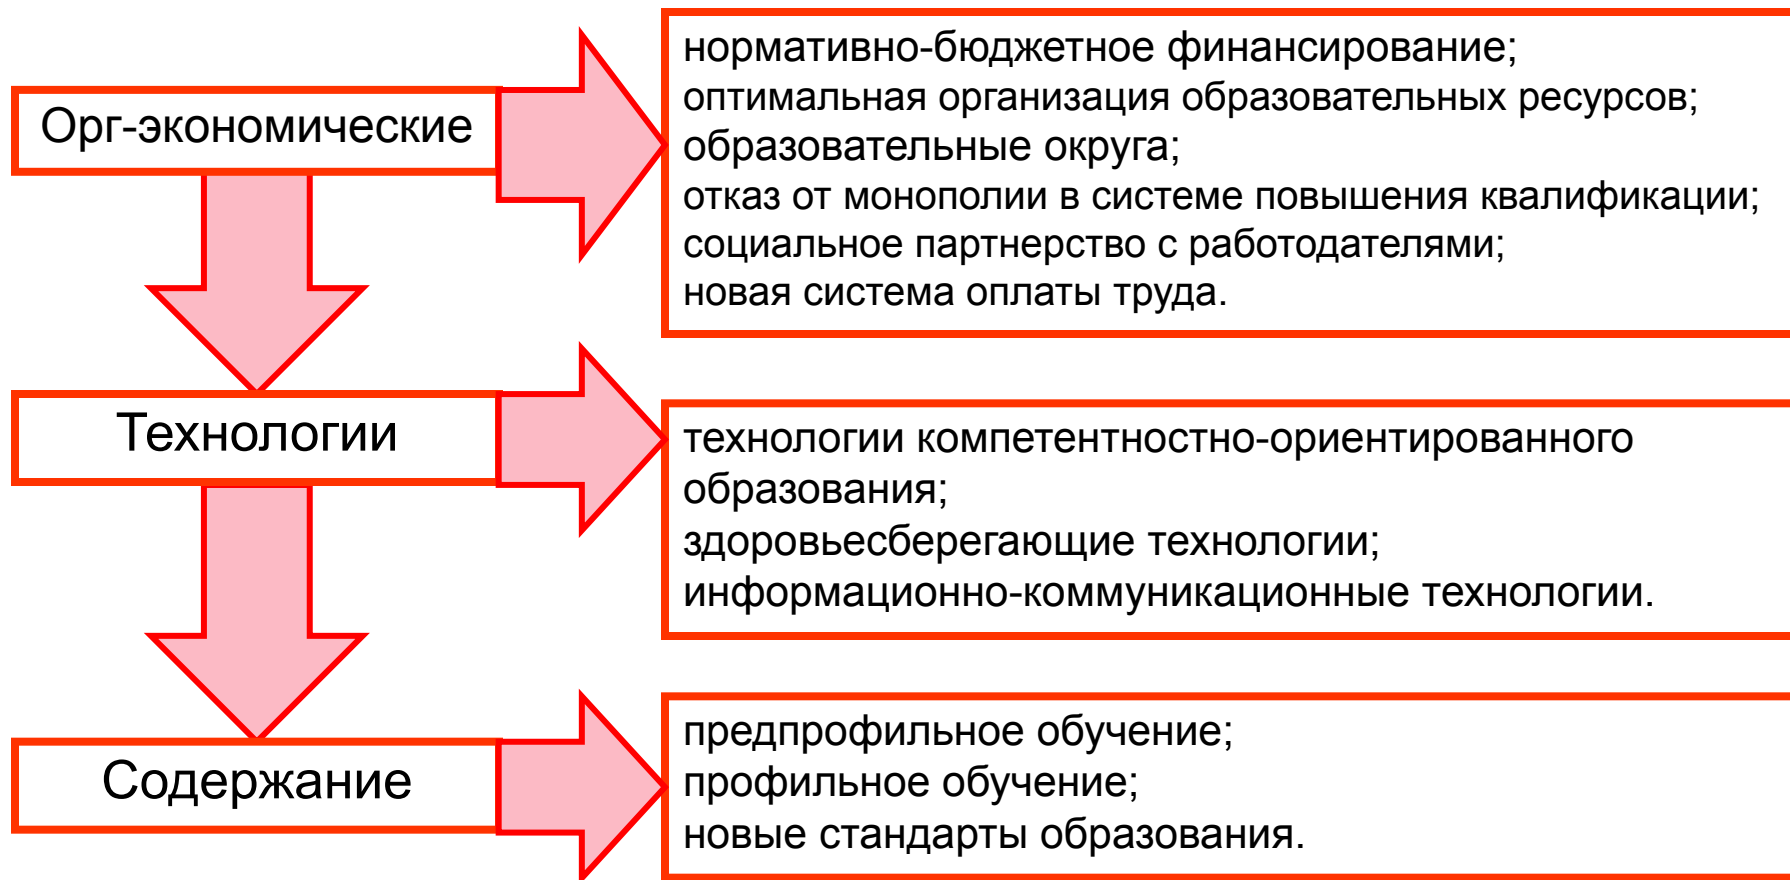 Орг-экономические
нормативно-бюджетное финансирование;
оптимальная организация образовательных ресурсов;
образовательные округа;
отказ от монополии в системе повышения квалификации;
социальное партнерство с работодателями;
новая система оплаты труда.
Технологии
технологии компетентностно-ориентированного
образования;
здоровьесберегающие технологии;
информационно-коммуникационные технологии.
Содержание
предпрофильное обучение;
профильное обучение;
новые стандарты образования.